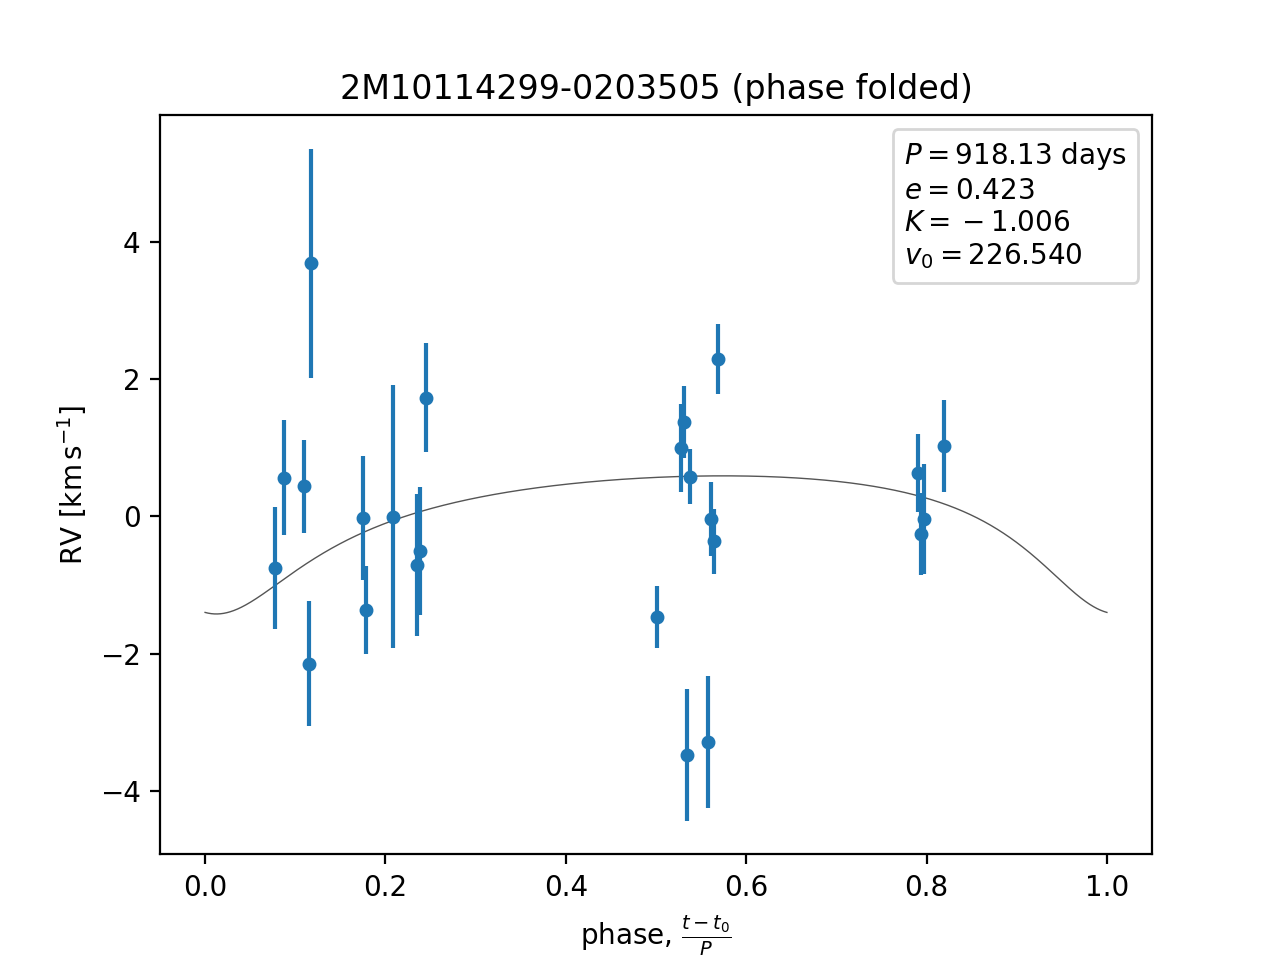 2M10114299-0203505 (phase folded)
P = 918.13 days
e = 0.423
K = −1.006
v₀ = 226.540
RV [km s⁻¹]
4
2
0
−2
−4
0.0 0.2 0.4 0.6 0.8 1.0
phase, (t − t₀)/P